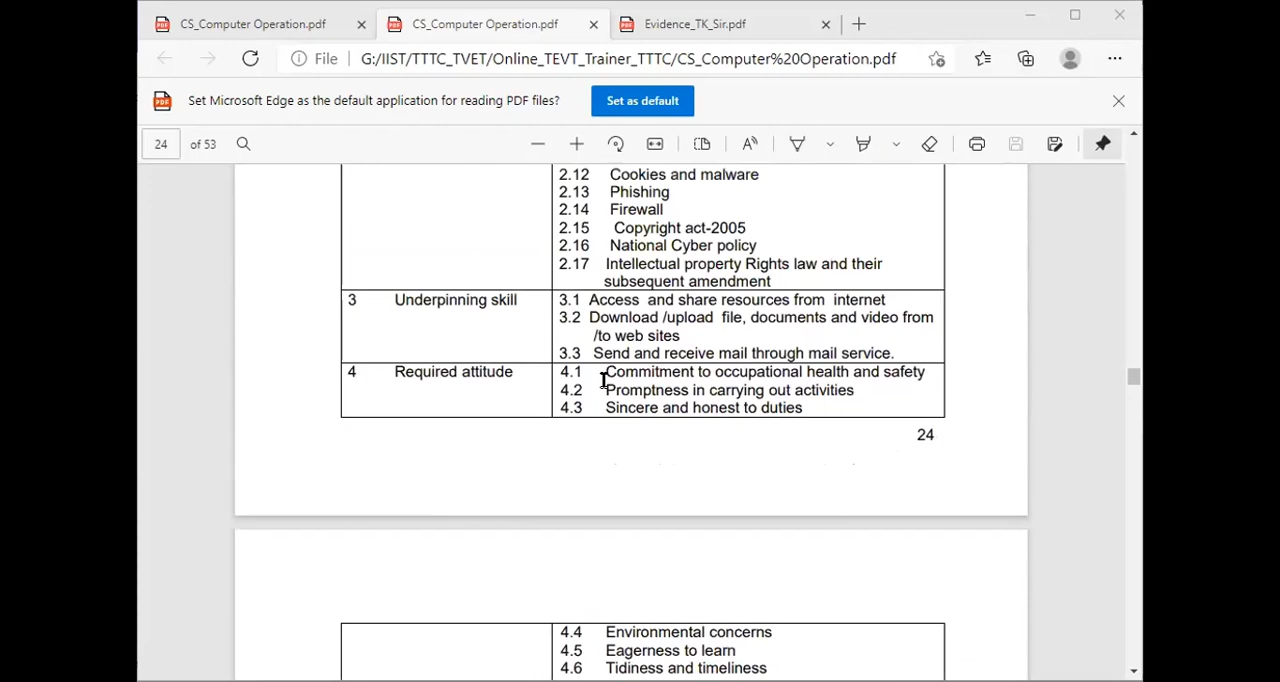 CS_Computer Operation.pdf
CS_Computer Operation.pdf
Evidence_TK_Sir.pdf
File G:/IIST/TTTC_TVET/Online_TEVT_Trainer_TTTC/CS_Computer%20Operation.pdf
Set Microsoft Edge as the default application for reading PDF files? Set as default
24 of 53
2.12 Cookies and malware
2.13 Phishing
2.14 Firewall
2.15 Copyright act-2005
2.16 National Cyber policy
2.17 Intellectual property Rights law and their
subsequent amendment
3 Underpinning skill 3.1 Access and share resources from internet
3.2 Download /upload file, documents and video from
/to web sites
3.3 Send and receive mail through mail service.
4 Required attitude 4.1 Commitment to occupational health and safety
4.2 Promptness in carrying out activities
4.3 Sincere and honest to duties
24
4.4 Environmental concerns
4.5 Eagerness to learn
4.6 Tidiness and timeliness